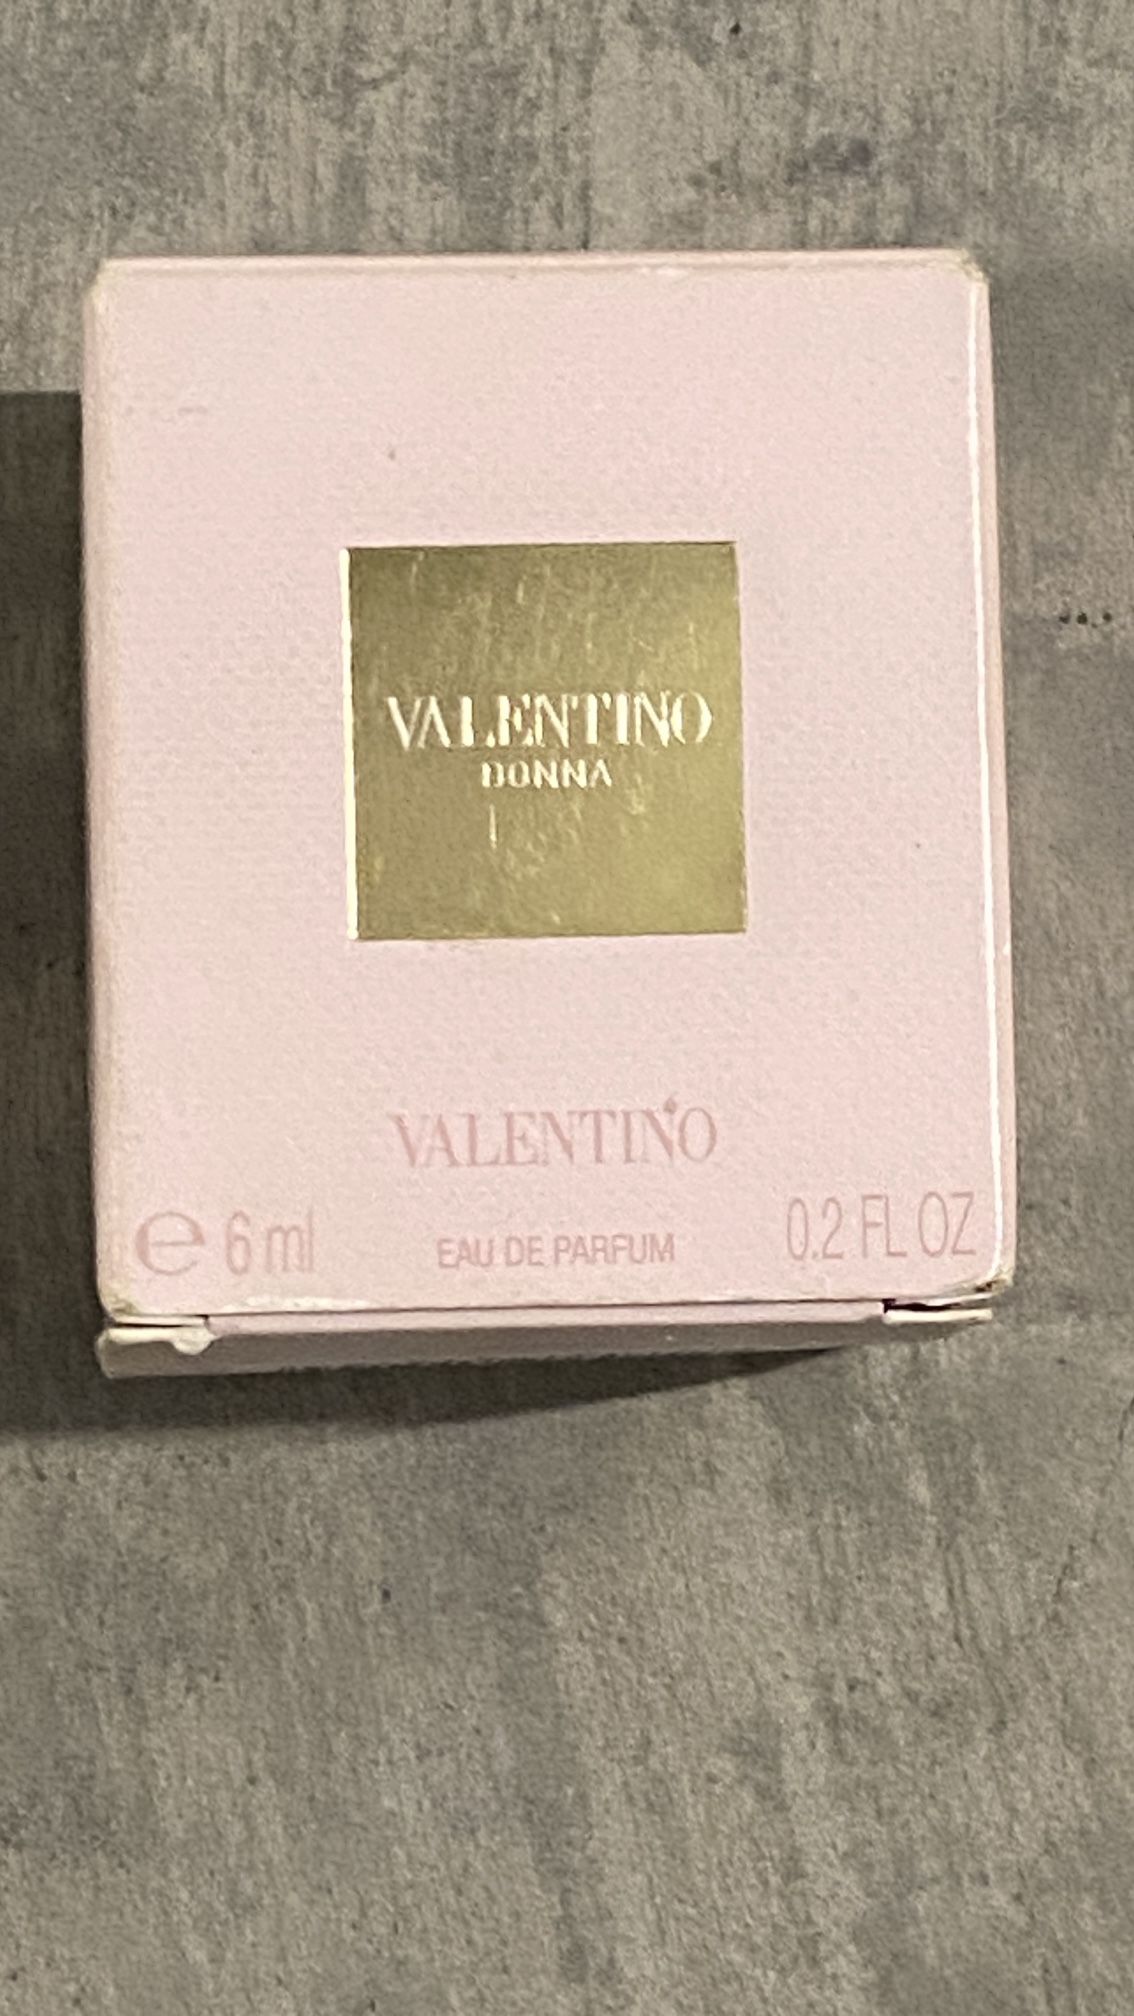 VALENTINO
DONNA
VALENTINO
℮ 6 ml EAU DE PARFUM 0.2 FL OZ